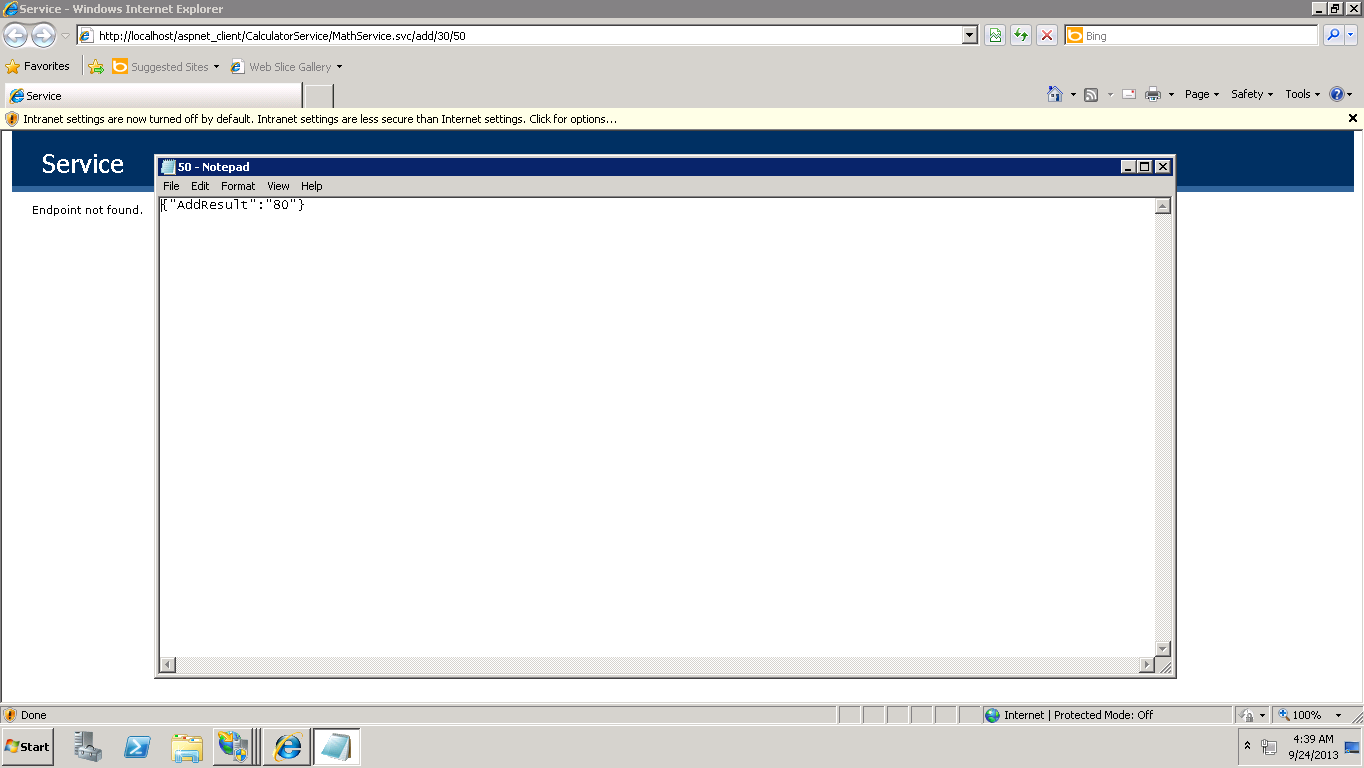 Service - Windows Internet Explorer
http://localhost/aspnet_client/CalculatorService/MathService.svc/add/30/50
Bing
Favorites Suggested Sites Web Slice Gallery
Service
Page Safety Tools
Intranet settings are now turned off by default. Intranet settings are less secure than Internet settings. Click for options...
Service
Endpoint not found.
50 - Notepad
File Edit Format View Help
{"AddResult":"80"}
Done
Internet | Protected Mode: Off
100%
Start
4:39 AM
9/24/2013